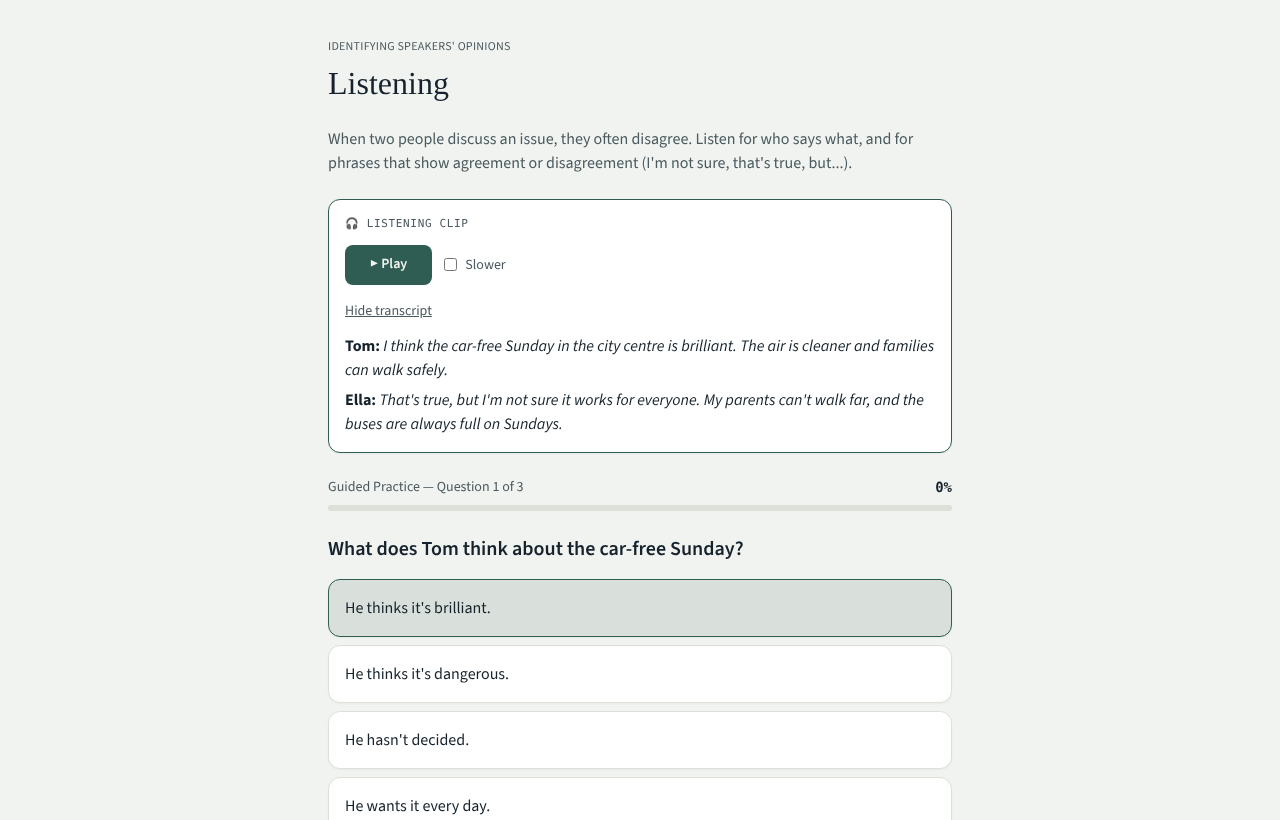 IDENTIFYING SPEAKERS' OPINIONS
Listening
When two people discuss an issue, they often disagree. Listen for who says what, and for
phrases that show agreement or disagreement (I'm not sure, that's true, but...).
🎧 LISTENING CLIP
▶ Play
Slower
Hide transcript
Tom: I think the car-free Sunday in the city centre is brilliant. The air is cleaner and families
can walk safely.
Ella: That's true, but I'm not sure it works for everyone. My parents can't walk far, and the
buses are always full on Sundays.
Guided Practice — Question 1 of 3
0%
What does Tom think about the car-free Sunday?
He thinks it's brilliant.
He thinks it's dangerous.
He hasn't decided.
He wants it every day.